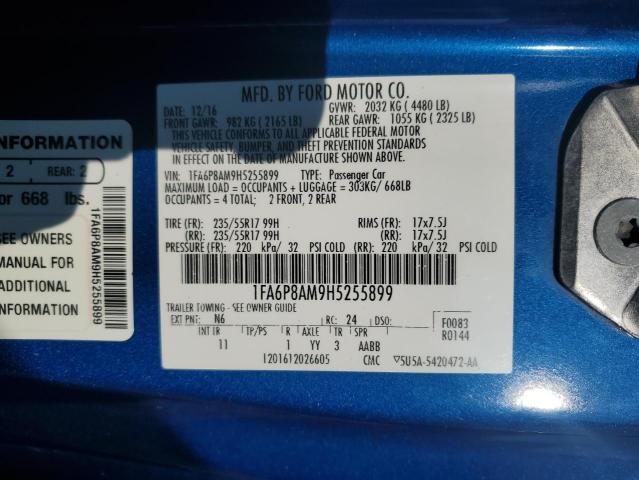 MFD. BY FORD MOTOR CO.
DATE: 12/16 GVWR: 2032 KG ( 4480 LB)
FRONT GAWR: 982 KG ( 2165 LB) REAR GAWR: 1055 KG ( 2325 LB)
THIS VEHICLE CONFORMS TO ALL APPLICABLE FEDERAL MOTOR
VEHICLE SAFETY, BUMPER, AND THEFT PREVENTION STANDARDS
IN EFFECT ON THE DATE OF MANUFACTURE SHOWN ABOVE.
VIN: 1FA6P8AM9H5255899 TYPE: Passenger Car
MAXIMUM LOAD = OCCUPANTS + LUGGAGE = 303KG/ 668LB
OCCUPANTS = 4 TOTAL; 2 FRONT, 2 REAR
TIRE (FR): 235/55R17 99H RIMS (FR): 17x7.5J
(RR): 235/55R17 99H (RR): 17x7.5J
PRESSURE (FR): 220 kPa/ 32 PSI COLD (RR): 220 kPa/ 32 PSI COLD
1FA6P8AM9H5255899
TRAILER TOWING - SEE OWNER GUIDE
EXT PNT: N6 RC: 24 DSO: F0083
INT TR TP/PS R AXLE TR SPR R0144
11 1 YY 3 AABB
I201612026605 CMC ▽5U5A-5420472-AA
INFORMATION
2 REAR: 2
or 668 lbs.
SEE OWNERS
MANUAL FOR
ADDITIONAL
INFORMATION
1FA6P8AM9H5255899